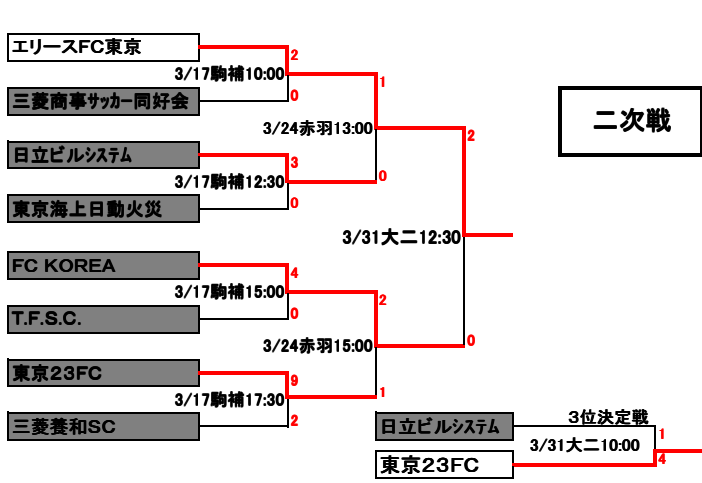 エリースFC東京
2
3/17駒補10:00
1
三菱商事サッカー同好会
0
二次戦
3/24赤羽13:00
2
日立ビルシステム
3
3/17駒補12:30
0
東京海上日動火災
0
3/31大二12:30
FC KOREA
4
3/17駒補15:00
2
T.F.S.C.
0
3/24赤羽15:00
0
東京23FC
9
3/17駒補17:30
1
三菱養和SC
2
3位決定戦
日立ビルシステム
1
3/31大二10:00
東京23FC
4